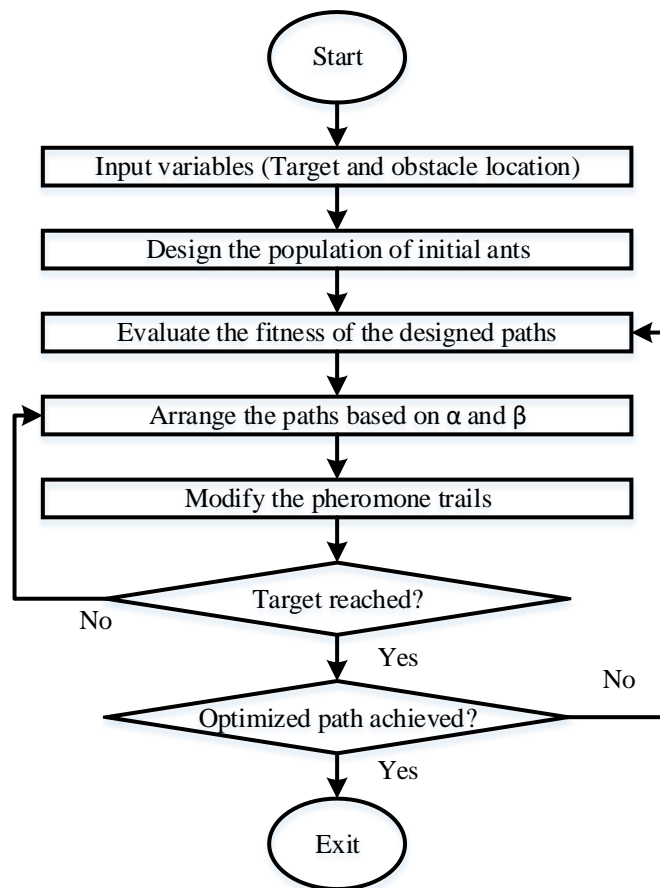 Start
Input variables (Target and obstacle location)
Design the population of initial ants
Evaluate the fitness of the designed paths
Arrange the paths based on α and β
Modify the pheromone trails
Target reached?
No
Yes
No
Optimized path achieved?
Yes
Exit